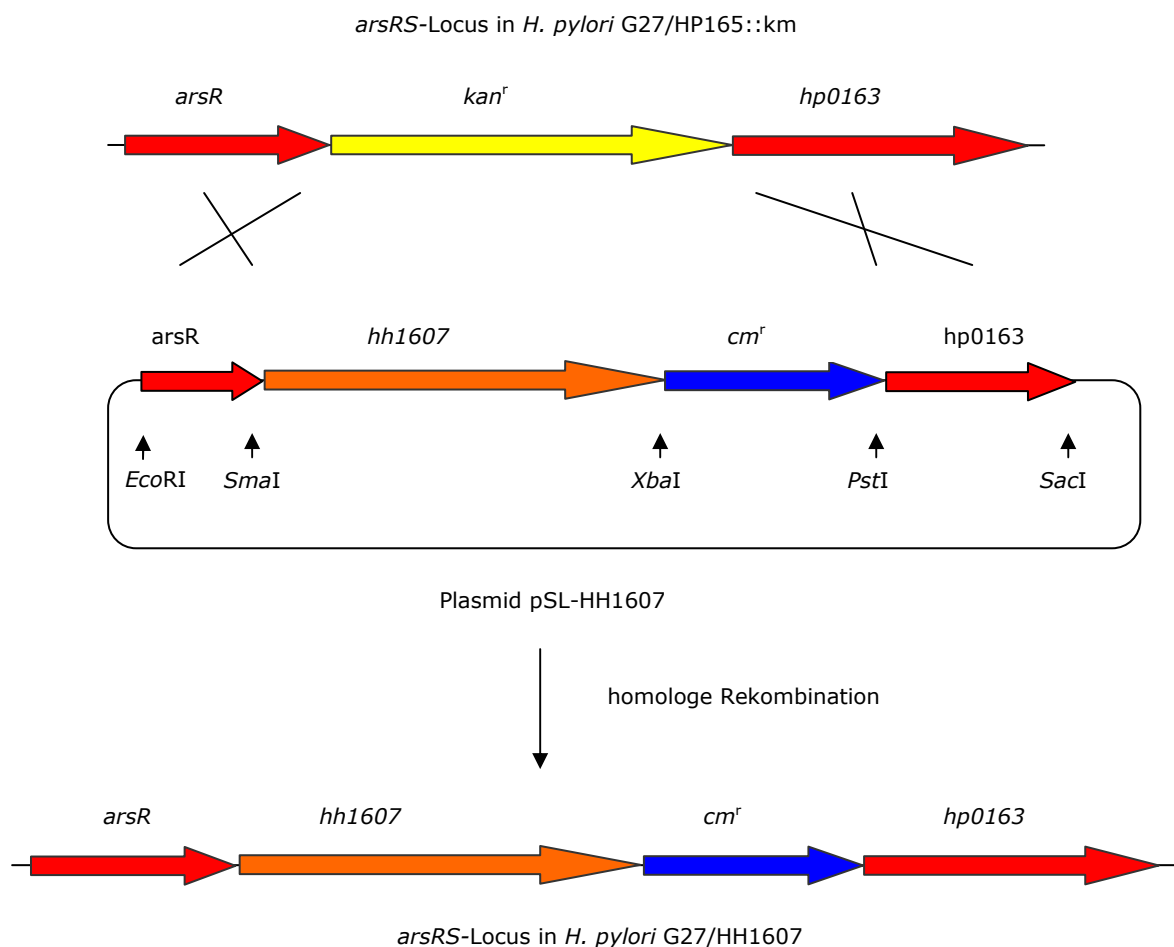 arsRS-Locus in H. pylori G27/HP165::km
arsR kanʳ hp0163
arsR hh1607 cmʳ hp0163
EcoRI SmaI XbaI PstI SacI
Plasmid pSL-HH1607
homologe Rekombination
arsR hh1607 cmʳ hp0163
arsRS-Locus in H. pylori G27/HH1607